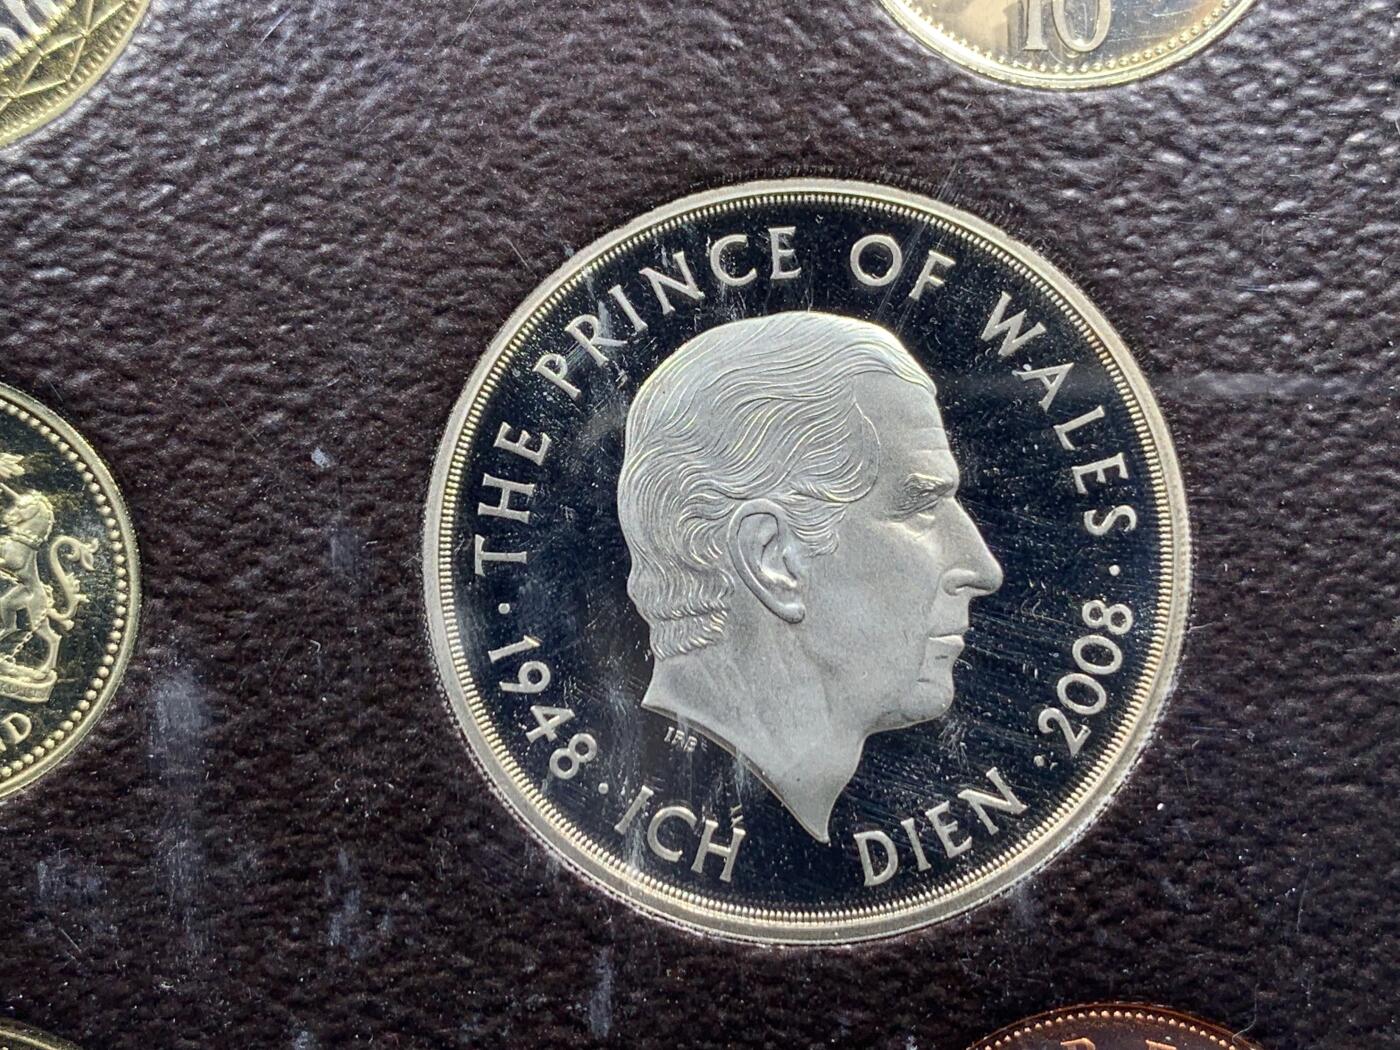 10
THE PRINCE OF WALES
· 1948 · ICH DIEN · 2008 ·
IRB